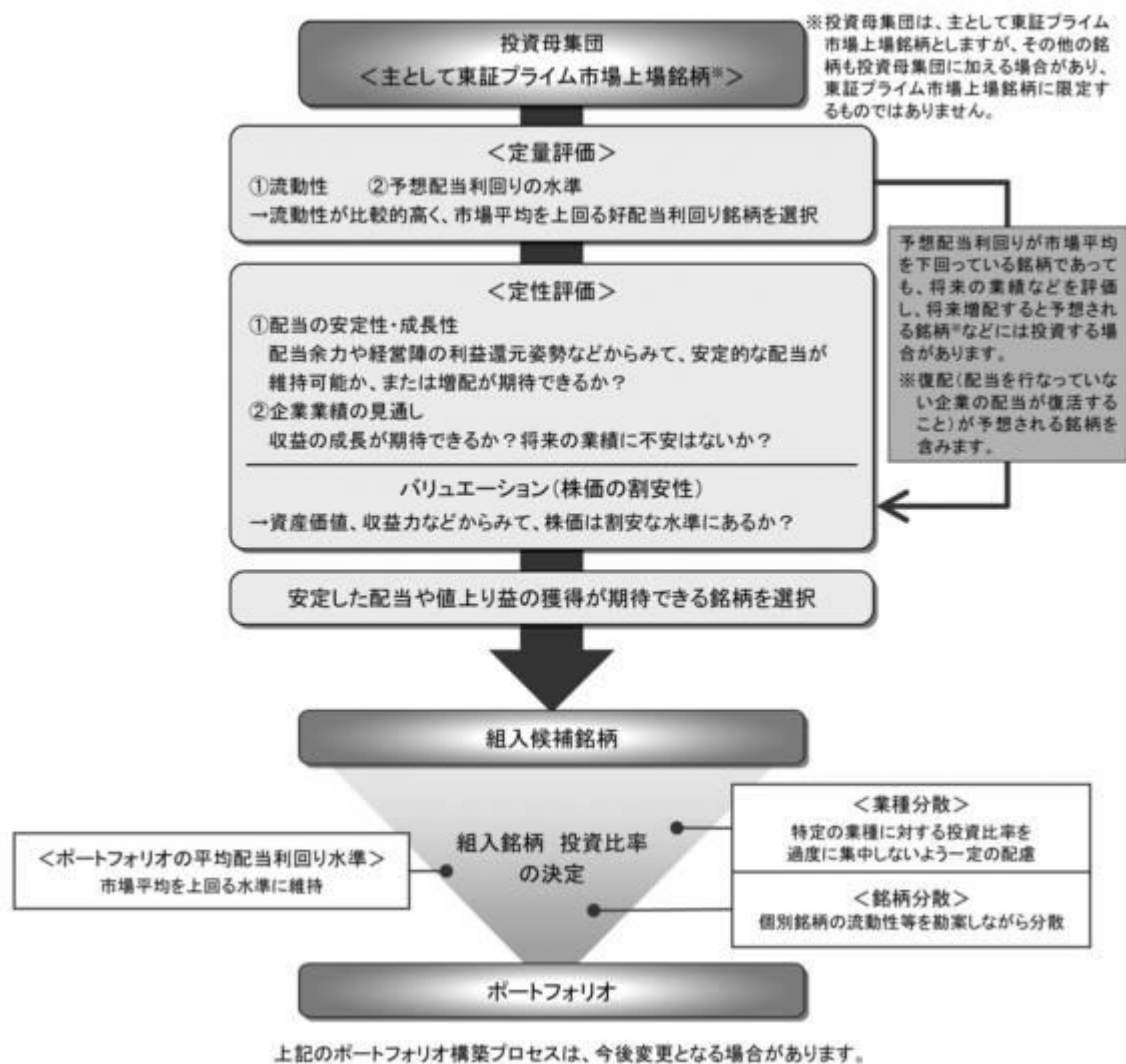 投資母集団
＜主として東証プライム市場上場銘柄※＞
※投資母集団は、主として東証プライム
市場上場銘柄としますが、その他の銘
柄も投資母集団に加える場合があり、
東証プライム市場上場銘柄に限定す
るものではありません。
＜定量評価＞
①流動性　　②予想配当利回りの水準
→流動性が比較的高く、市場平均を上回る好配当利回り銘柄を選択
予想配当利回りが市場平均
を下回っている銘柄であって
も、将来の業績などを評価
し、将来増配すると予想され
る銘柄※などには投資する場
合があります。
※復配（配当を行なっていな
い企業の配当が復活する
こと）が予想される銘柄を
含みます。
＜定性評価＞
①配当の安定性・成長性
配当余力や経営陣の利益還元姿勢などからみて、安定的な配当が
維持可能か、または増配が期待できるか？
②企業業績の見通し
収益の成長が期待できるか？将来の業績に不安はないか？
バリュエーション（株価の割安性）
→資産価値、収益力などからみて、株価は割安な水準にあるか？
安定した配当や値上り益の獲得が期待できる銘柄を選択
組入候補銘柄
組入銘柄　投資比率
の決定
＜ポートフォリオの平均配当利回り水準＞
市場平均を上回る水準に維持
＜業種分散＞
特定の業種に対する投資比率を
過度に集中しないよう一定の配慮
＜銘柄分散＞
個別銘柄の流動性等を勘案しながら分散
ポートフォリオ
上記のポートフォリオ構築プロセスは、今後変更となる場合があります。